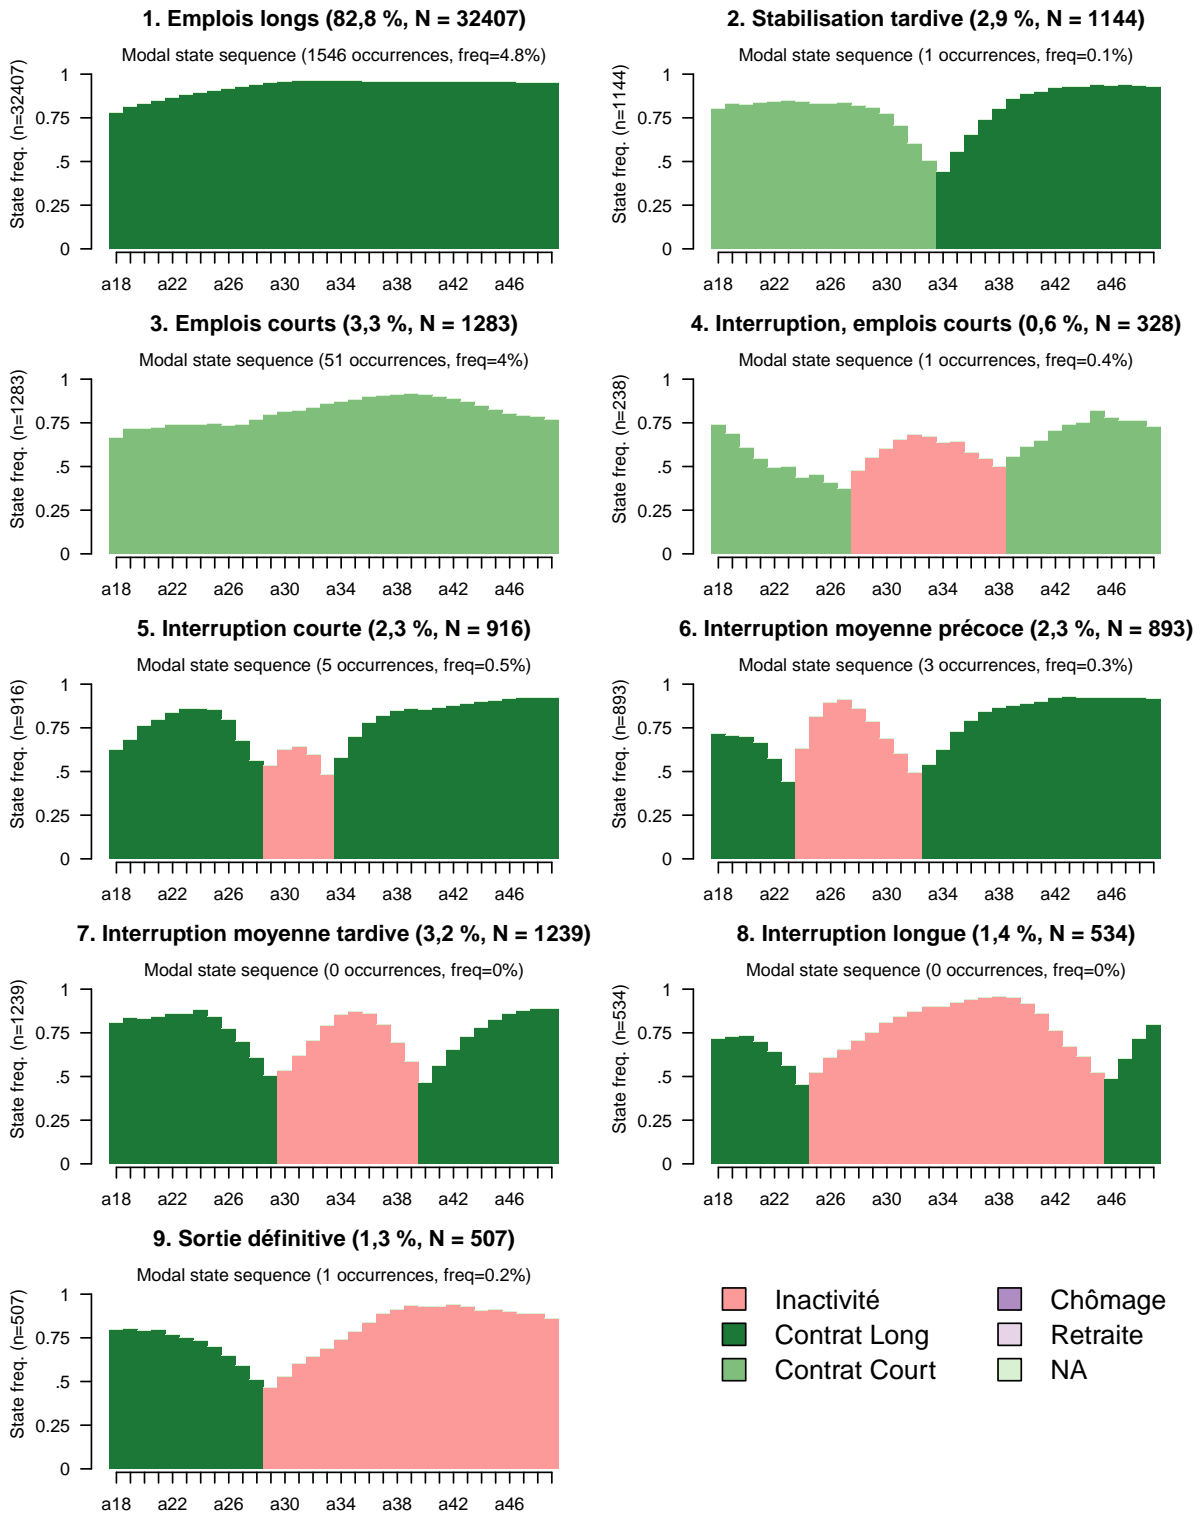 1. Emplois longs (82,8 %, N = 32407)
Modal state sequence (1546 occurrences, freq=4.8%)
State freq. (n=32407)
1
0.75
.5
0.25
0
a18 a22 a26 a30 a34 a38 a42 a46
2. Stabilisation tardive (2,9 %, N = 1144)
Modal state sequence (1 occurrences, freq=0.1%)
State freq. (n=1144)
1
0.75
.5
0.25
0
a18 a22 a26 a30 a34 a38 a42 a46
3. Emplois courts (3,3 %, N = 1283)
Modal state sequence (51 occurrences, freq=4%)
State freq. (n=1283)
1
0.75
.5
0.25
0
a18 a22 a26 a30 a34 a38 a42 a46
4. Interruption, emplois courts (0,6 %, N = 328)
Modal state sequence (1 occurrences, freq=0.4%)
State freq. (n=238)
1
0.75
.5
0.25
0
a18 a22 a26 a30 a34 a38 a42 a46
5. Interruption courte (2,3 %, N = 916)
Modal state sequence (5 occurrences, freq=0.5%)
State freq. (n=916)
1
0.75
.5
0.25
0
a18 a22 a26 a30 a34 a38 a42 a46
6. Interruption moyenne précoce (2,3 %, N = 893)
Modal state sequence (3 occurrences, freq=0.3%)
State freq. (n=893)
1
0.75
.5
0.25
0
a18 a22 a26 a30 a34 a38 a42 a46
7. Interruption moyenne tardive (3,2 %, N = 1239)
Modal state sequence (0 occurrences, freq=0%)
State freq. (n=1239)
1
0.75
.5
0.25
0
a18 a22 a26 a30 a34 a38 a42 a46
8. Interruption longue (1,4 %, N = 534)
Modal state sequence (0 occurrences, freq=0%)
State freq. (n=534)
1
0.75
.5
0.25
0
a18 a22 a26 a30 a34 a38 a42 a46
9. Sortie définitive (1,3 %, N = 507)
Modal state sequence (1 occurrences, freq=0.2%)
State freq. (n=507)
1
0.75
.5
0.25
0
a18 a22 a26 a30 a34 a38 a42 a46
Inactivité
Contrat Long
Contrat Court
Chômage
Retraite
NA